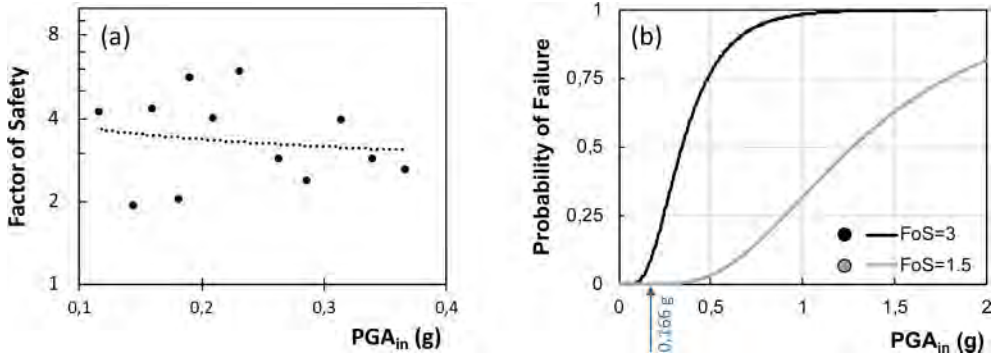 (a)
Factor of Safety
8
4
2
1
0,1
0,2
0,3
0,4
PGAin (g)
(b)
Probability of Failure
1
0.75
0.5
0.25
0
FoS=3
FoS=1.5
0
0,5
1
1,5
2
0.166 g
PGAin (g)